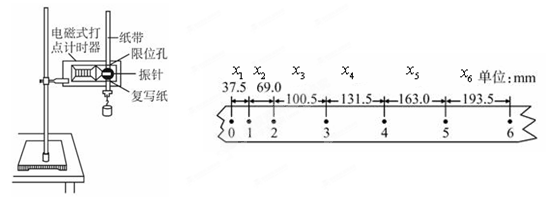 电磁式打
点计时器
纸带
限位孔
振针
复写纸
x₁ x₂ x₃ x₄ x₅ x₆ 单位:mm
37.5 69.0
100.5 131.5 163.0 193.5
0 1 2 3 4 5 6